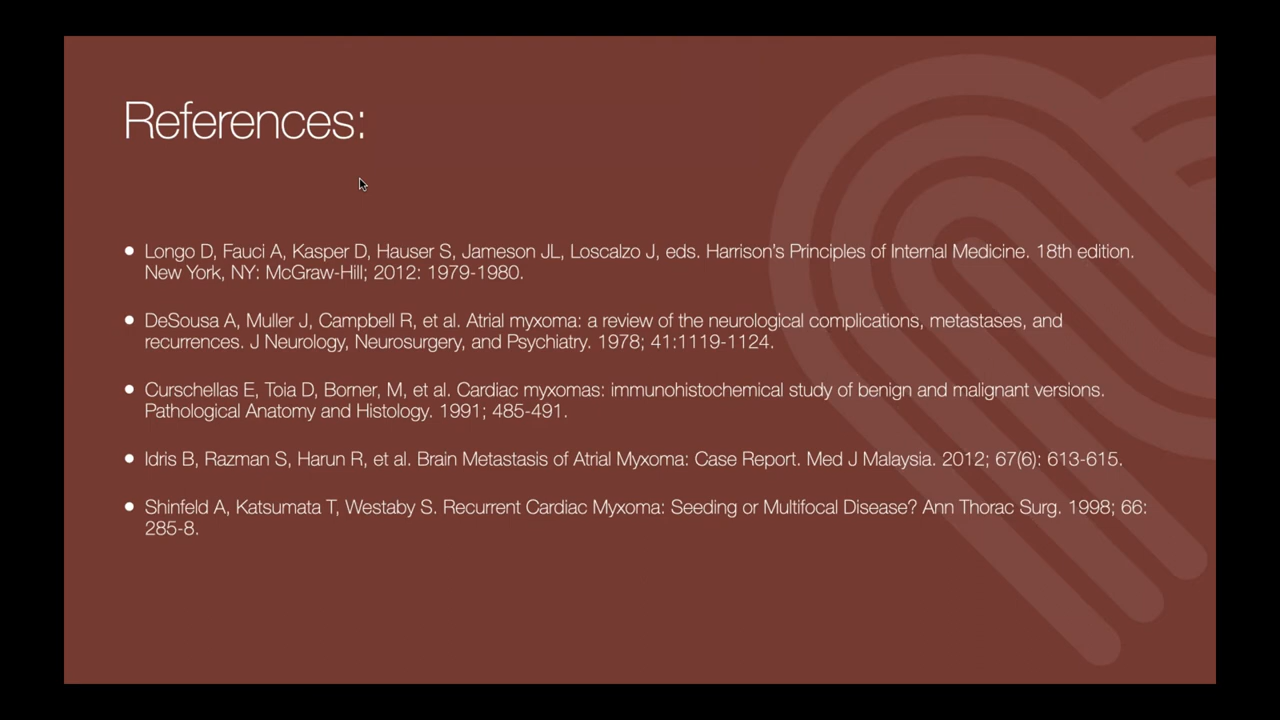 References:
• Longo D, Fauci A, Kasper D, Hauser S, Jameson JL, Loscalzo J, eds. Harrison's Principles of Internal Medicine. 18th edition.
New York, NY: McGraw-Hill; 2012: 1979-1980.
• DeSousa A, Muller J, Campbell R, et al. Atrial myxoma: a review of the neurological complications, metastases, and
recurrences. J Neurology, Neurosurgery, and Psychiatry. 1978; 41:1119-1124.
• Curschellas E, Toia D, Borner, M, et al. Cardiac myxomas: immunohistochemical study of benign and malignant versions.
Pathological Anatomy and Histology. 1991; 485-491.
• Idris B, Razman S, Harun R, et al. Brain Metastasis of Atrial Myxoma: Case Report. Med J Malaysia. 2012; 67(6): 613-615.
• Shinfeld A, Katsumata T, Westaby S. Recurrent Cardiac Myxoma: Seeding or Multifocal Disease? Ann Thorac Surg. 1998; 66:
285-8.